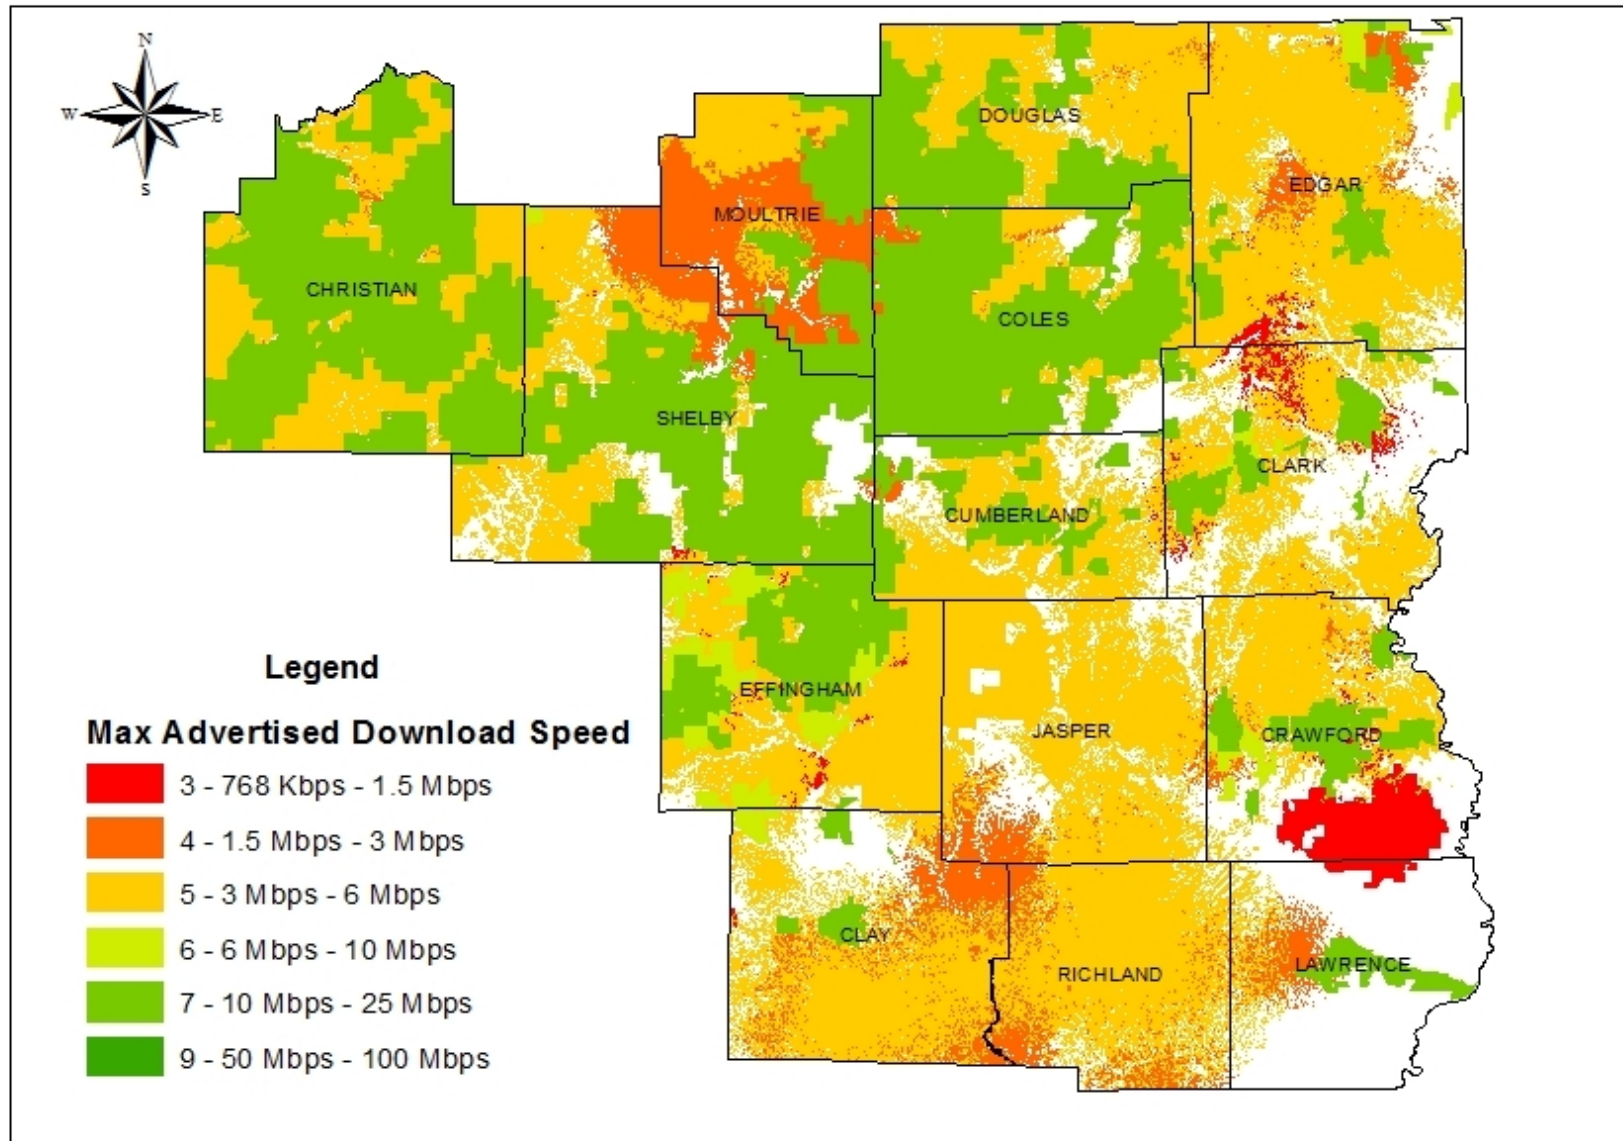 N
W E
S
DOUGLAS
EDGAR
MOULTRIE
CHRISTIAN
COLES
SHELBY
CLARK
CUMBERLAND
EFFINGHAM
JASPER
CRAWFORD
CLAY
RICHLAND
LAWRENCE
Legend
Max Advertised Download Speed
3 - 768 Kbps - 1.5 Mbps
4 - 1.5 Mbps - 3 Mbps
5 - 3 Mbps - 6 Mbps
6 - 6 Mbps - 10 Mbps
7 - 10 Mbps - 25 Mbps
9 - 50 Mbps - 100 Mbps